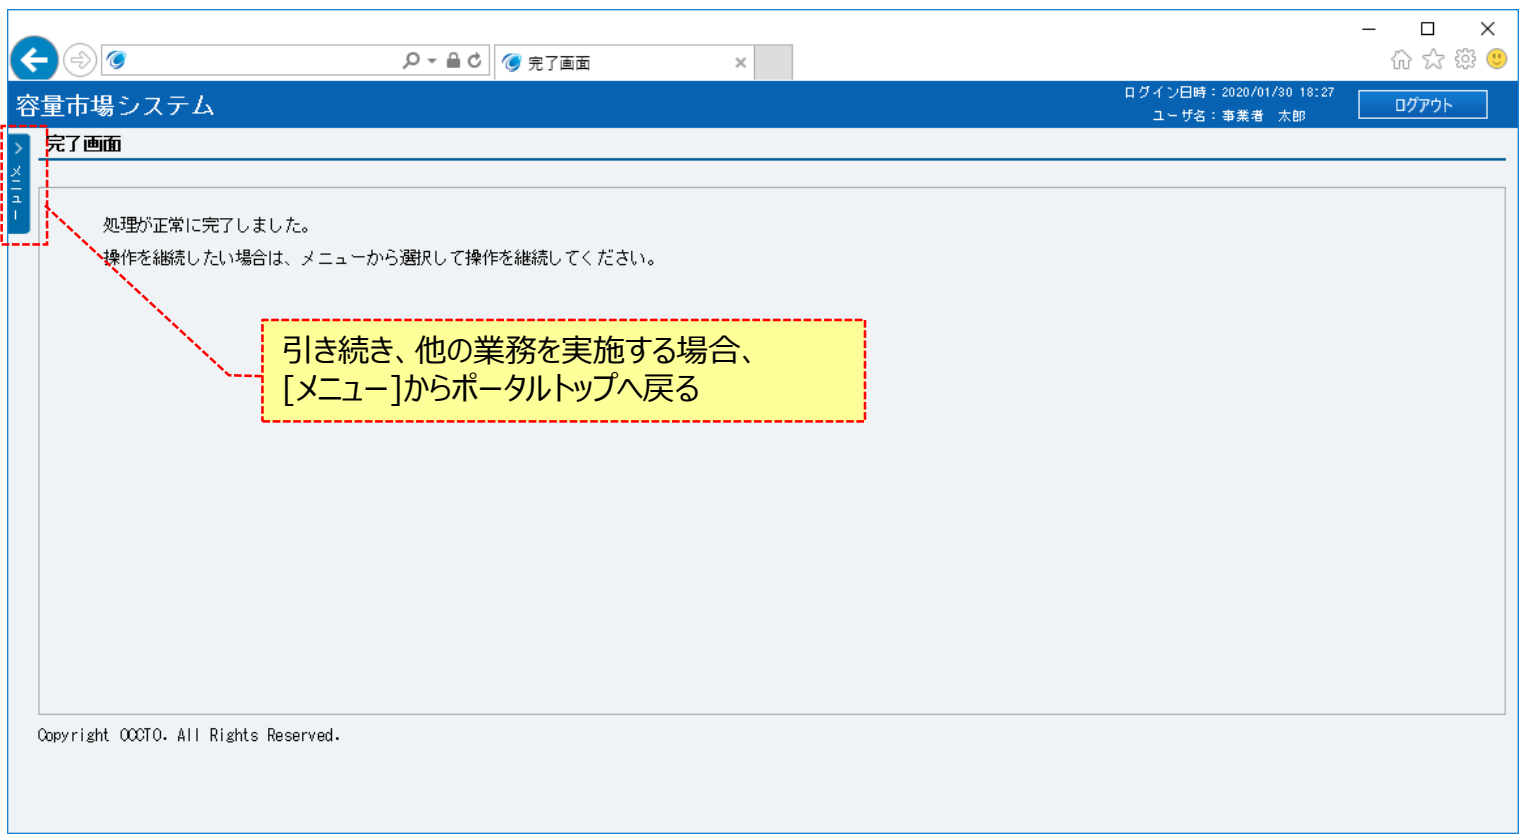 完了画面
容量市場システム
ログイン日時：2020/01/30 18:27
ユーザ名：事業者　太郎
ログアウト
> メニュー
完了画面
処理が正常に完了しました。
操作を継続したい場合は、メニューから選択して操作を継続してください。
引き続き、他の業務を実施する場合、
[メニュー]からポータルトップへ戻る
Copyright OCCTO. All Rights Reserved.